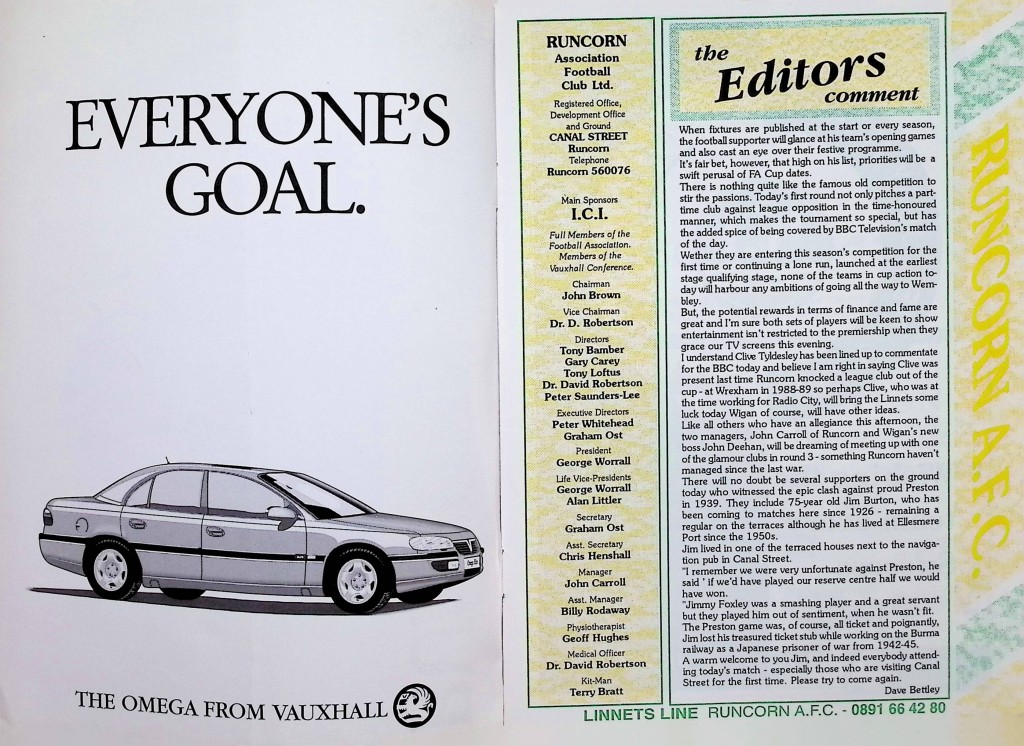 EVERYONE'S
GOAL.
THE OMEGA FROM VAUXHALL
RUNCORN
Association
Football
Club Ltd.
Registered Office,
Development Office
and Ground
CANAL STREET
Runcorn
Telephone
Runcorn 560076
Main Sponsors
I.C.I.
Full Members of the
Football Association.
Members of the
Vauxhall Conference.
Chairman
John Brown
Vice Chairman
Dr. D. Robertson
Directors
Tony Bamber
Gary Carey
Tony Loftus
Dr. David Robertson
Peter Saunders-Lee
Executive Directors
Peter Whitehead
Graham Ost
President
George Worrall
Life Vice-Presidents
George Worrall
Alan Littler
Secretary
Graham Ost
Asst. Secretary
Chris Henshall
Manager
John Carroll
Asst. Manager
Billy Rodaway
Physiotherapist
Geoff Hughes
Medical Officer
Dr. David Robertson
Kit-Man
Terry Bratt
the
Editors
comment
When fixtures are published at the start or every season,
the football supporter will glance at his team's opening games
and also cast an eye over their festive programme.
It's fair bet, however, that high on his list, priorities will be a
swift perusal of FA Cup dates.
There is nothing quite like the famous old competition to
stir the passions. Today's first round not only pitches a part-
time club against league opposition in the time-honoured
manner, which makes the tournament so special, but has
the added spice of being covered by BBC Television's match
of the day.
Wether they are entering this season's competition for the
first time or continuing a lone run, launched at the earliest
stage qualifying stage, none of the teams in cup action to-
day will harbour any ambitions of going all the way to Wem-
bley.
But, the potential rewards in terms of finance and fame are
great and I'm sure both sets of players will be keen to show
entertainment isn't restricted to the premiership when they
grace our TV screens this evening.
I understand Clive Tyldesley has been lined up to commentate
for the BBC today and believe I am right in saying Clive was
present last time Runcorn knocked a league club out of the
cup - at Wrexham in 1988-89 so perhaps Clive, who was at
the time working for Radio City, will bring the Linnets some
luck today Wigan of course, will have other ideas.
Like all others who have an allegiance this afternoon, the
two managers, John Carroll of Runcorn and Wigan's new
boss John Deehan, will be dreaming of meeting up with one
of the glamour clubs in round 3 - something Runcorn haven't
managed since the last war.
There will no doubt be several supporters on the ground
today who witnessed the epic clash against proud Preston
in 1939. They include 75-year old Jim Burton, who has
been coming to matches here since 1926 - remaining a
regular on the terraces although he has lived at Ellesmere
Port since the 1950s.
Jim lived in one of the terraced houses next to the naviga-
tion pub in Canal Street.
"I remember we were very unfortunate against Preston, he
said ' if we'd have played our reserve centre half we would
have won.
"Jimmy Foxley was a smashing player and a great servant
but they played him out of sentiment, when he wasn't fit.
The Preston game was, of course, all ticket and poignantly,
Jim lost his treasured ticket stub while working on the Burma
railway as a Japanese prisoner of war from 1942-45.
A warm welcome to you Jim, and indeed everybody attend-
ing today's match - especially those who are visiting Canal
Street for the first time. Please try to come again.
Dave Bettley
LINNETS LINE RUNCORN A.F.C. - 0891 66 42 80
RUNCORN A.F.C.